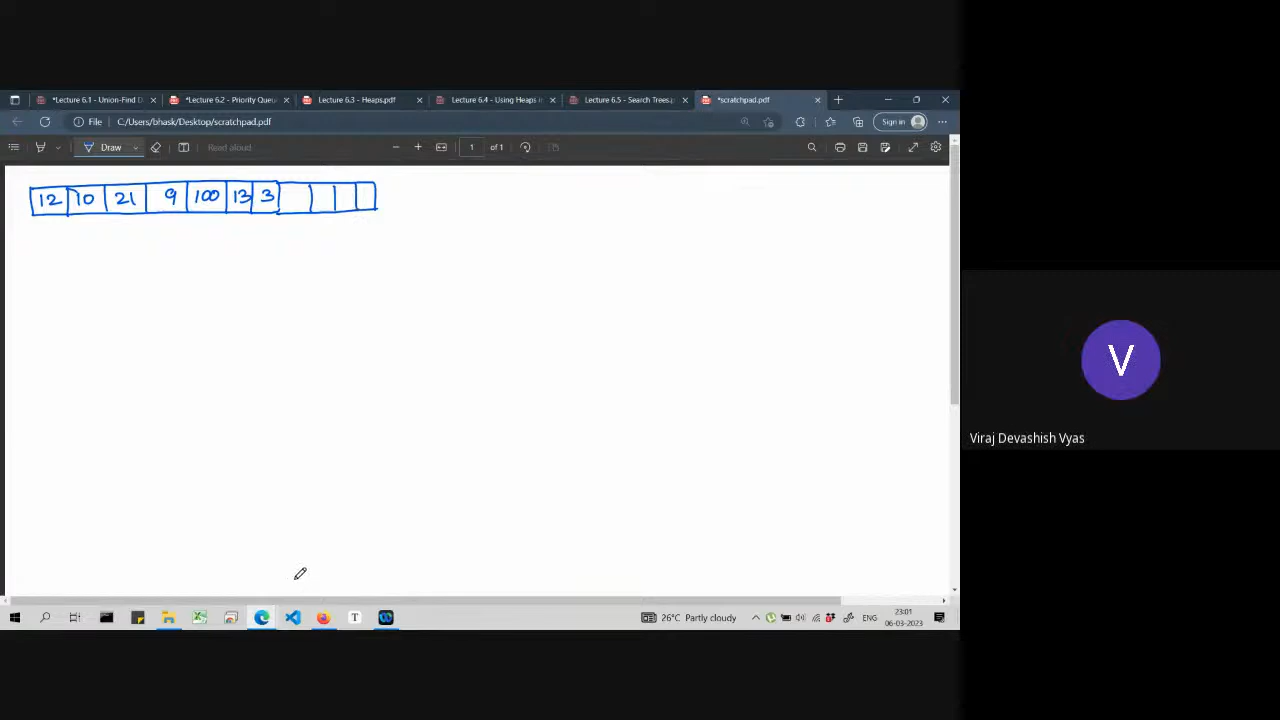 *Lecture 6.1 - Union-Find D
*Lecture 6.2 - Priority Queu
Lecture 6.3 - Heaps.pdf
Lecture 6.4 - Using Heaps in
Lecture 6.5 - Search Trees.p
*scratchpad.pdf
File C:/Users/bhask/Desktop/scratchpad.pdf
Sign in
Draw
Read aloud
1 of 1
12 10 21 9 100 13 3
V
Viraj Devashish Vyas
26°C Partly cloudy
ENG
23:01
06-03-2023